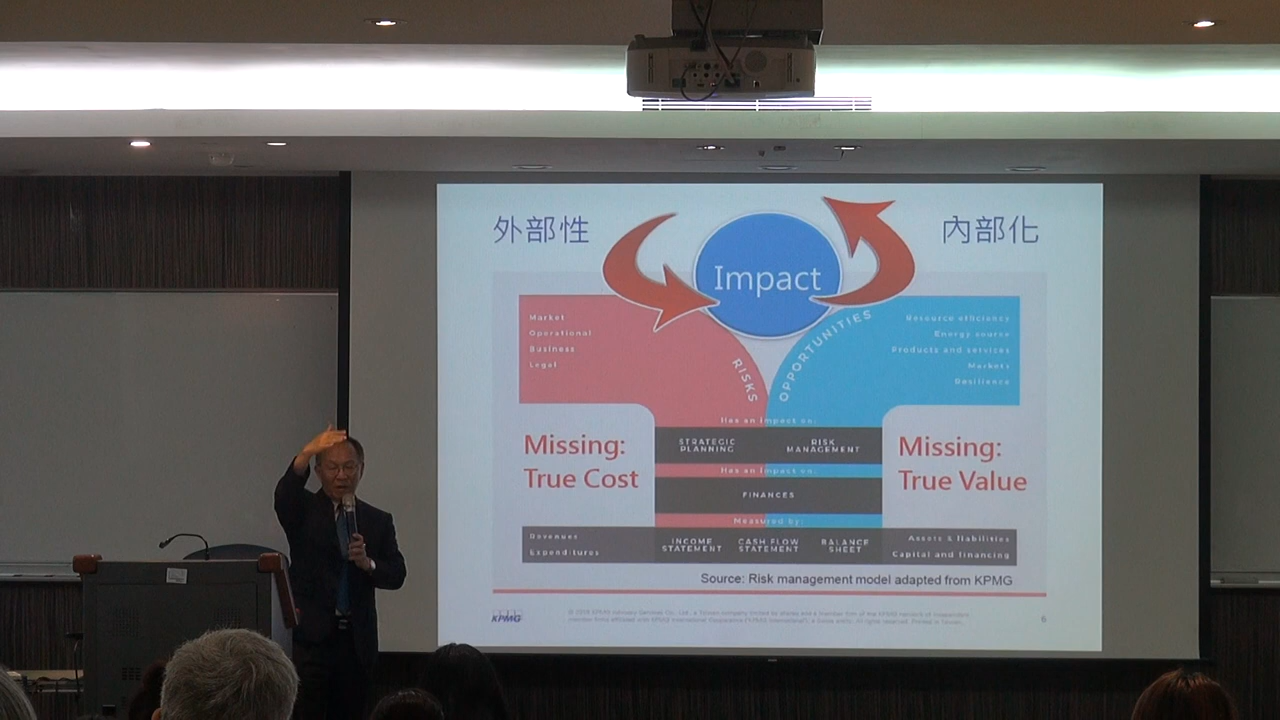 外部性
內部化
Impact
Market
Operational
Business
Legal
RISKS
OPPORTUNITIES
Resource efficiency
Energy source
Products and services
Markets
Resilience
Has an impact on:
Missing:
True Cost
STRATEGIC
PLANNING
RISK
MANAGEMENT
Missing:
True Value
Has an impact on:
FINANCES
Measured by:
Revenues
Expenditures
INCOME
STATEMENT
CASH FLOW
STATEMENT
BALANCE
SHEET
Assets & liabilities
Capital and financing
Source: Risk management model adapted from KPMG
KPMG
6